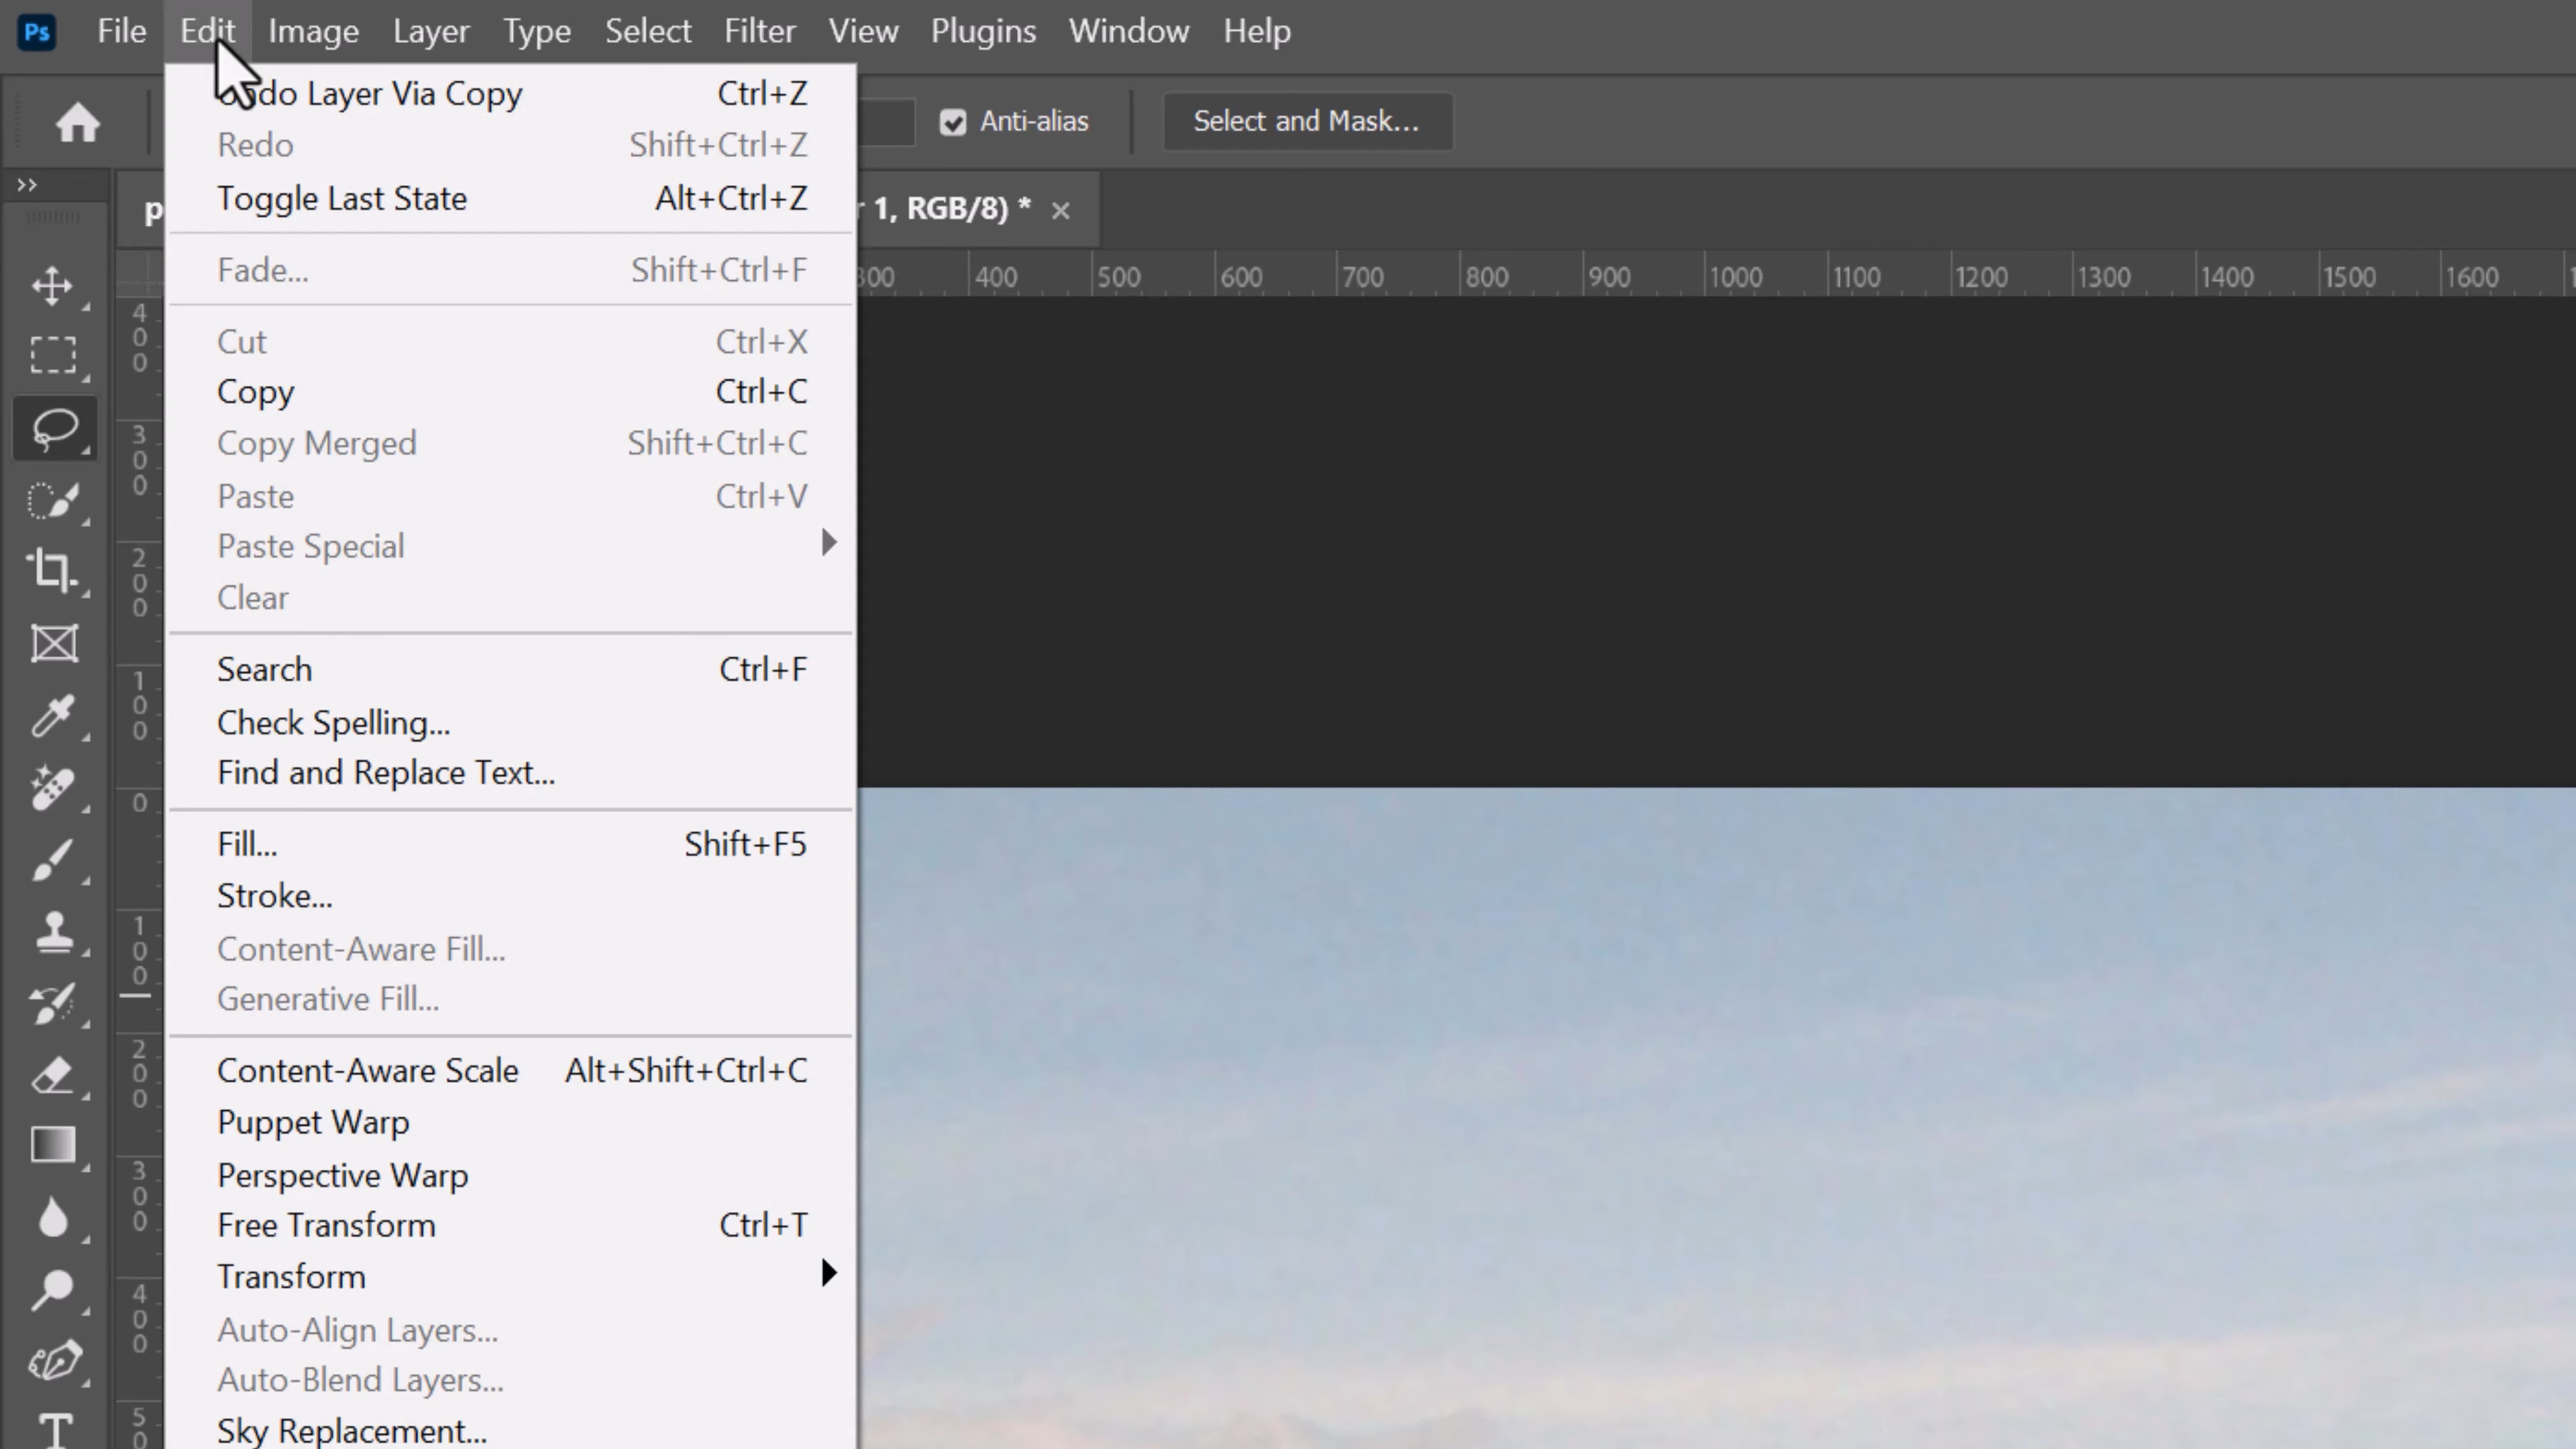 Ps File Edit Image Layer Type Select Filter View Plugins Window Help
Undo Layer Via Copy Ctrl+Z
Anti-alias Select and Mask...
Redo Shift+Ctrl+Z
Toggle Last State Alt+Ctrl+Z
1, RGB/8) * ×
Fade... Shift+Ctrl+F
300 400 500 600 700 800 900 1000 1100 1200 1300 1400 1500 1600
Cut Ctrl+X
Copy Ctrl+C
Copy Merged Shift+Ctrl+C
Paste Ctrl+V
Paste Special
Clear
Search Ctrl+F
Check Spelling...
Find and Replace Text...
Fill... Shift+F5
Stroke...
Content-Aware Fill...
Generative Fill...
Content-Aware Scale Alt+Shift+Ctrl+C
Puppet Warp
Perspective Warp
Free Transform Ctrl+T
Transform
Auto-Align Layers...
Auto-Blend Layers...
Sky Replacement...
400
300
200
100
0
100
200
300
400